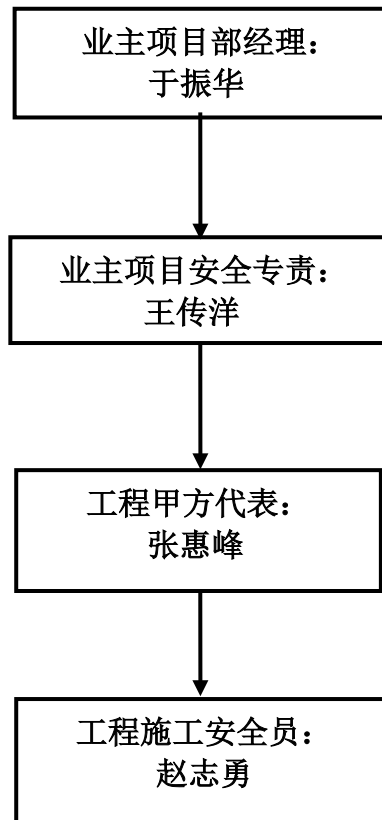 业主项目部经理：
于振华
业主项目安全专责：
王传洋
工程甲方代表：
张惠峰
工程施工安全员：
赵志勇